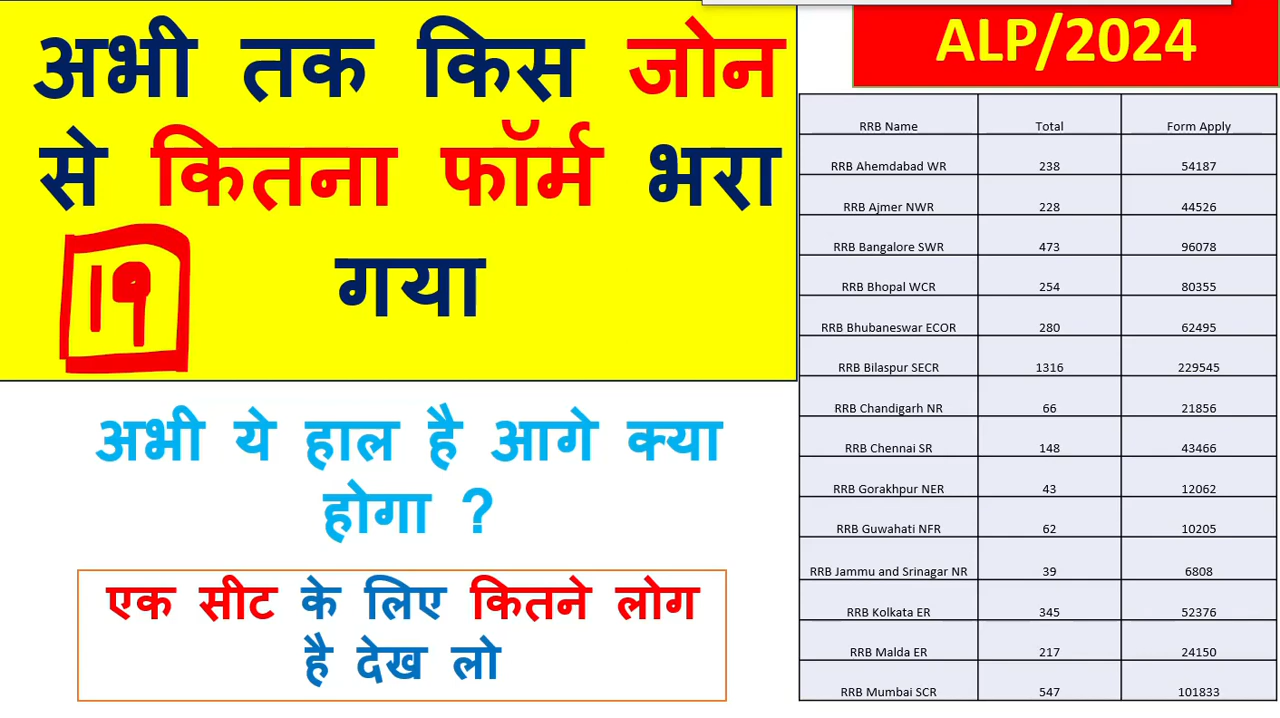 अभी तक किस जोन
से कितना फॉर्म भरा
गया
19
अभी ये हाल है आगे क्या
होगा ?
एक सीट के लिए कितने लोग
है देख लो
ALP/2024
RRB Name Total Form Apply
RRB Ahemdabad WR 238 54187
RRB Ajmer NWR 228 44526
RRB Bangalore SWR 473 96078
RRB Bhopal WCR 254 80355
RRB Bhubaneswar ECOR 280 62495
RRB Bilaspur SECR 1316 229545
RRB Chandigarh NR 66 21856
RRB Chennai SR 148 43466
RRB Gorakhpur NER 43 12062
RRB Guwahati NFR 62 10205
RRB Jammu and Srinagar NR 39 6808
RRB Kolkata ER 345 52376
RRB Malda ER 217 24150
RRB Mumbai SCR 547 101833